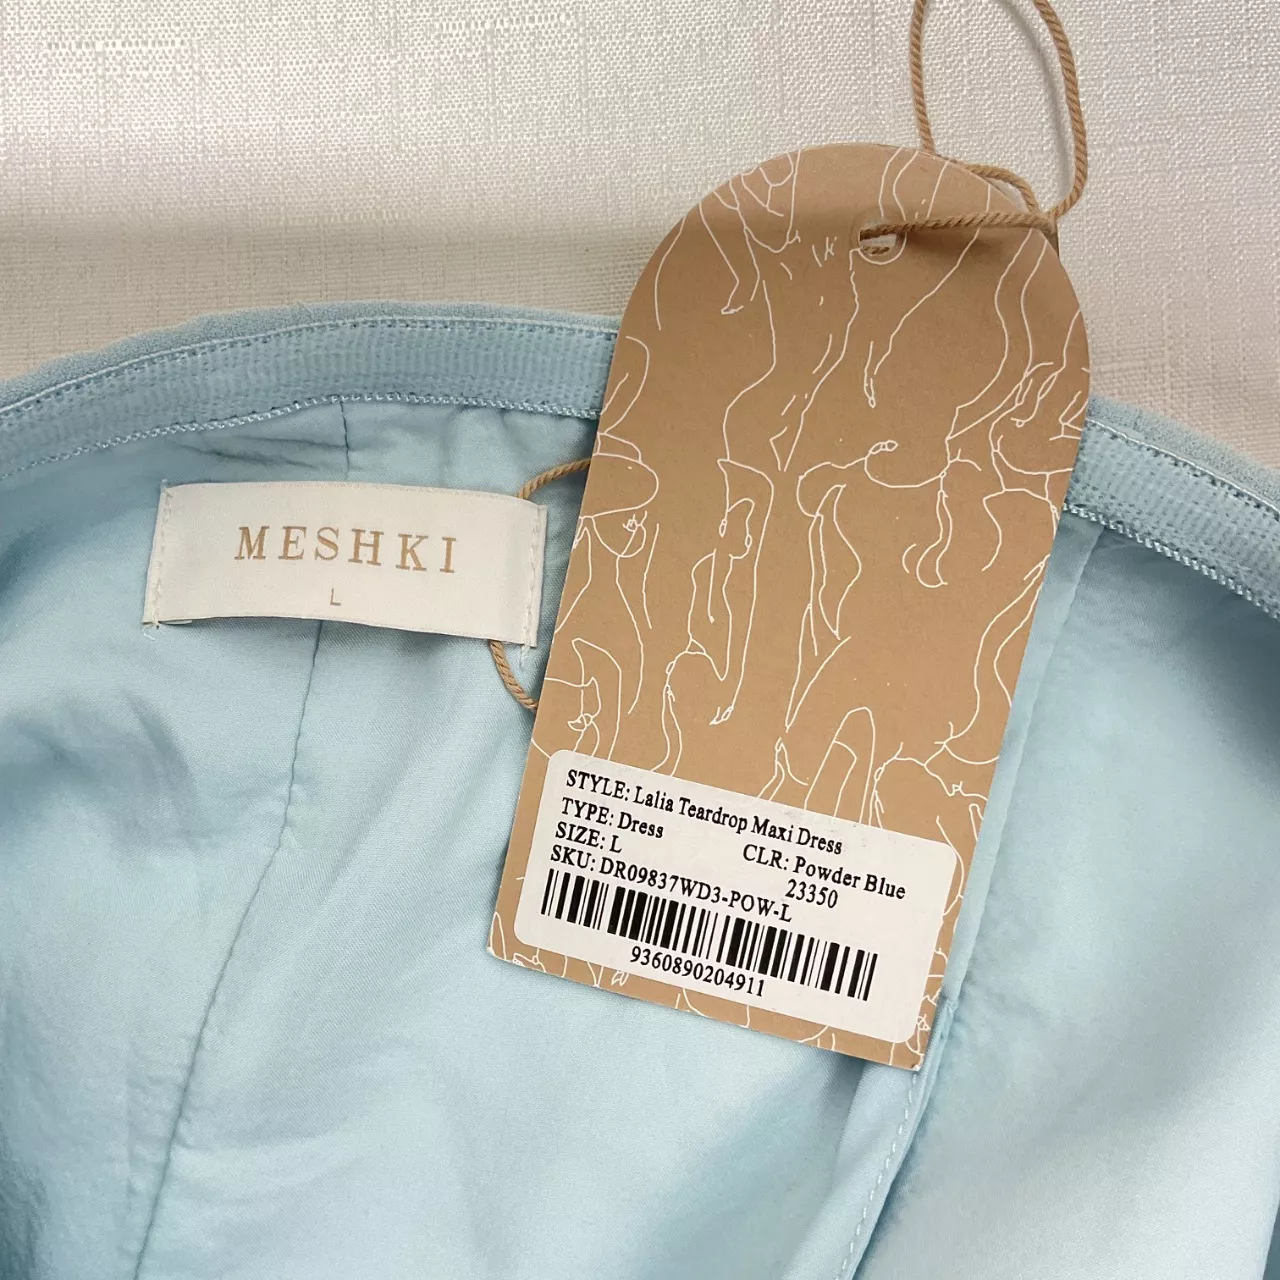 MESHKI
L
STYLE: Lalia Teardrop Maxi Dress
TYPE: Dress
SIZE: L CLR: Powder Blue
SKU: DR09837WD3-POW-L 23350
9360890204911